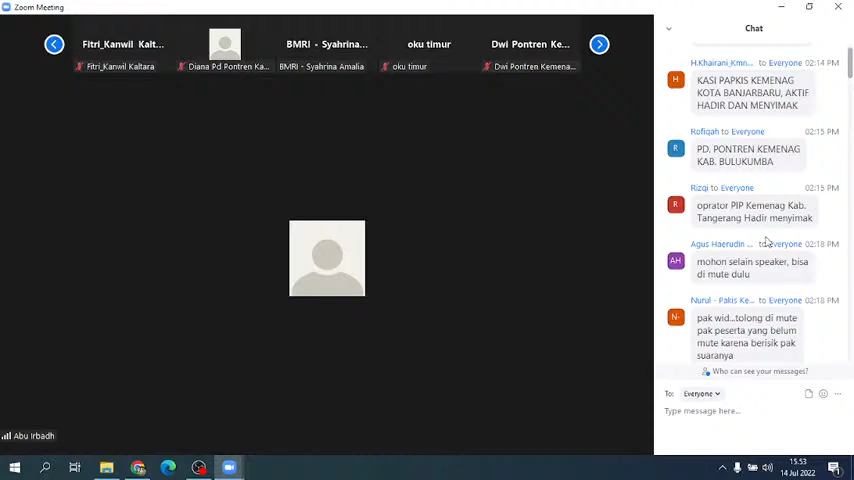 Zoom Meeting
Fitri_Kanwil Kalt...
BMRI - Syahrina...
oku timur
Dwi Pontren Ke...
Fitri_Kanwil Kaltara
Diana Pd Pontren Ka...
BMRI - Syahrina Amalia
oku timur
Dwi Pontren Kemena...
Abu Irbadh
Chat
H.Khairani_Kmn... to Everyone 02:14 PM
H
KASI PAPKIS KEMENAG
KOTA BANJARBARU, AKTIF
HADIR DAN MENYIMAK
Rofiqah to Everyone 02:15 PM
R
PD. PONTREN KEMENAG
KAB. BULUKUMBA
Rizqi to Everyone 02:15 PM
R
oprator PIP Kemenag Kab.
Tangerang Hadir menyimak
Agus Haerudin ... to Everyone 02:18 PM
AH
mohon selain speaker, bisa
di mute dulu
Nurul - Pakis Ke... to Everyone 02:18 PM
N-
pak wid...tolong di mute
pak peserta yang belum
mute karena berisik pak
suaranya
Who can see your messages?
To: Everyone
Type message here...
15.53
14 Jul 2022
1